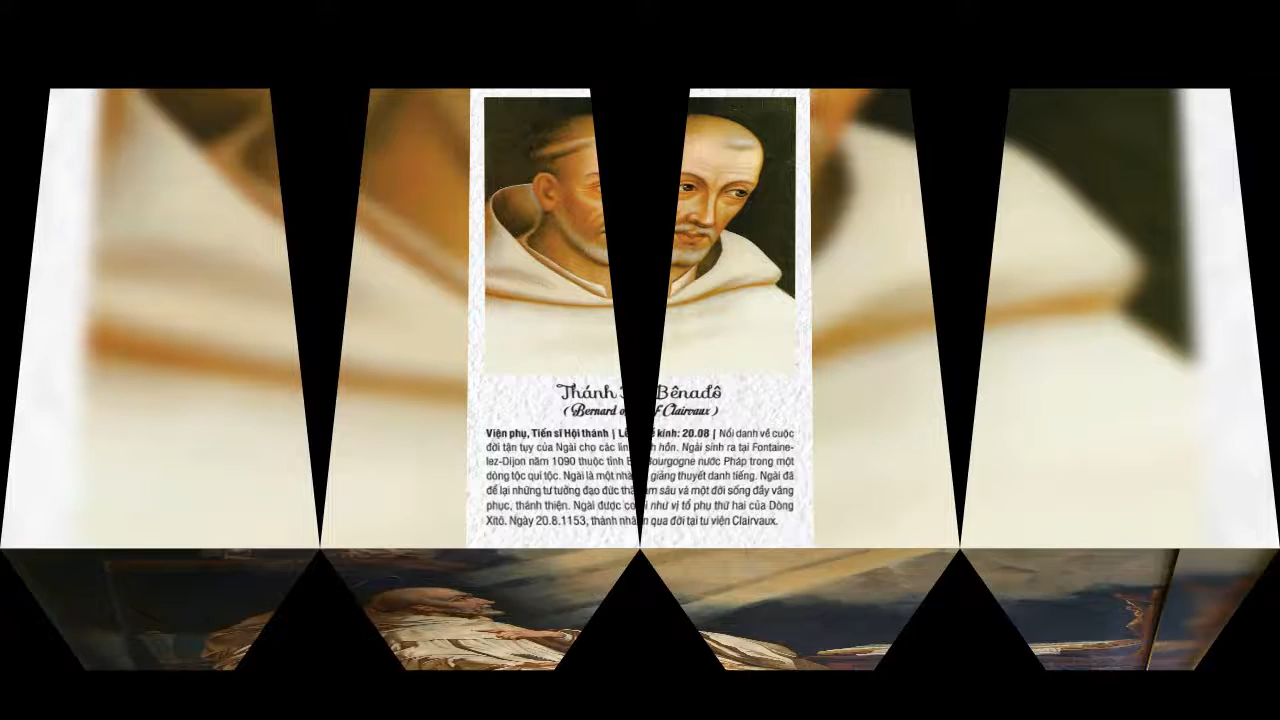 Thánh Bênađô
( Bernard of Clairvaux )
Viện phụ, Tiến sĩ Hội thánh | kính: 20.08 | Nổi danh về cuộc
đời tận tụy của Ngài cho các hồn. Ngài sinh ra tại Fontaine-
lez-Dijon năm 1090 thuộc tỉnh Bourgogne nước Pháp trong một
dòng tộc quí tộc. Ngài là một nhà giảng thuyết danh tiếng. Ngài đã
để lại những tư tưởng đạo đức sâu và một đời sống đầy văng
phục, thánh thiện. Ngài được như vị tổ phụ thứ hai của Dòng
Xitô. Ngày 20.8.1153, thánh nhân qua đời tại tu viện Clairvaux.